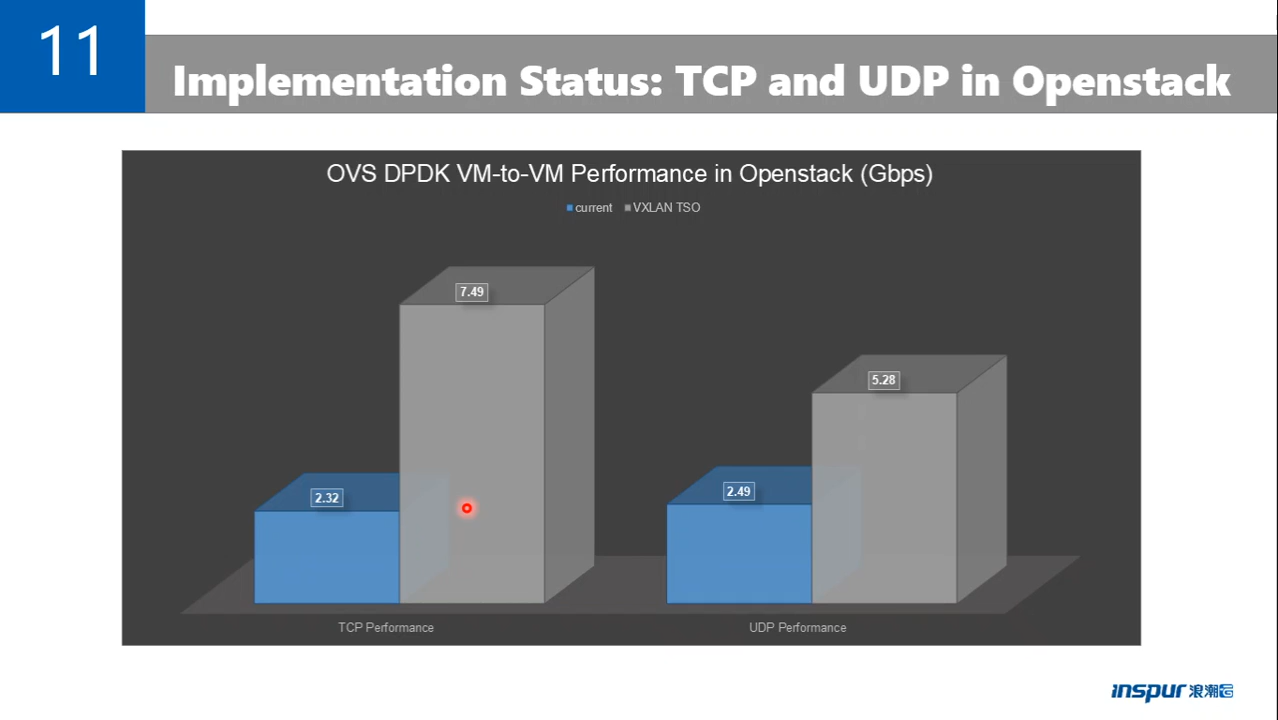 11
Implementation Status: TCP and UDP in Openstack
OVS DPDK VM-to-VM Performance in Openstack (Gbps)
current VXLAN TSO
7.49
5.28
2.32
2.49
TCP Performance
UDP Performance
inspur 浪潮